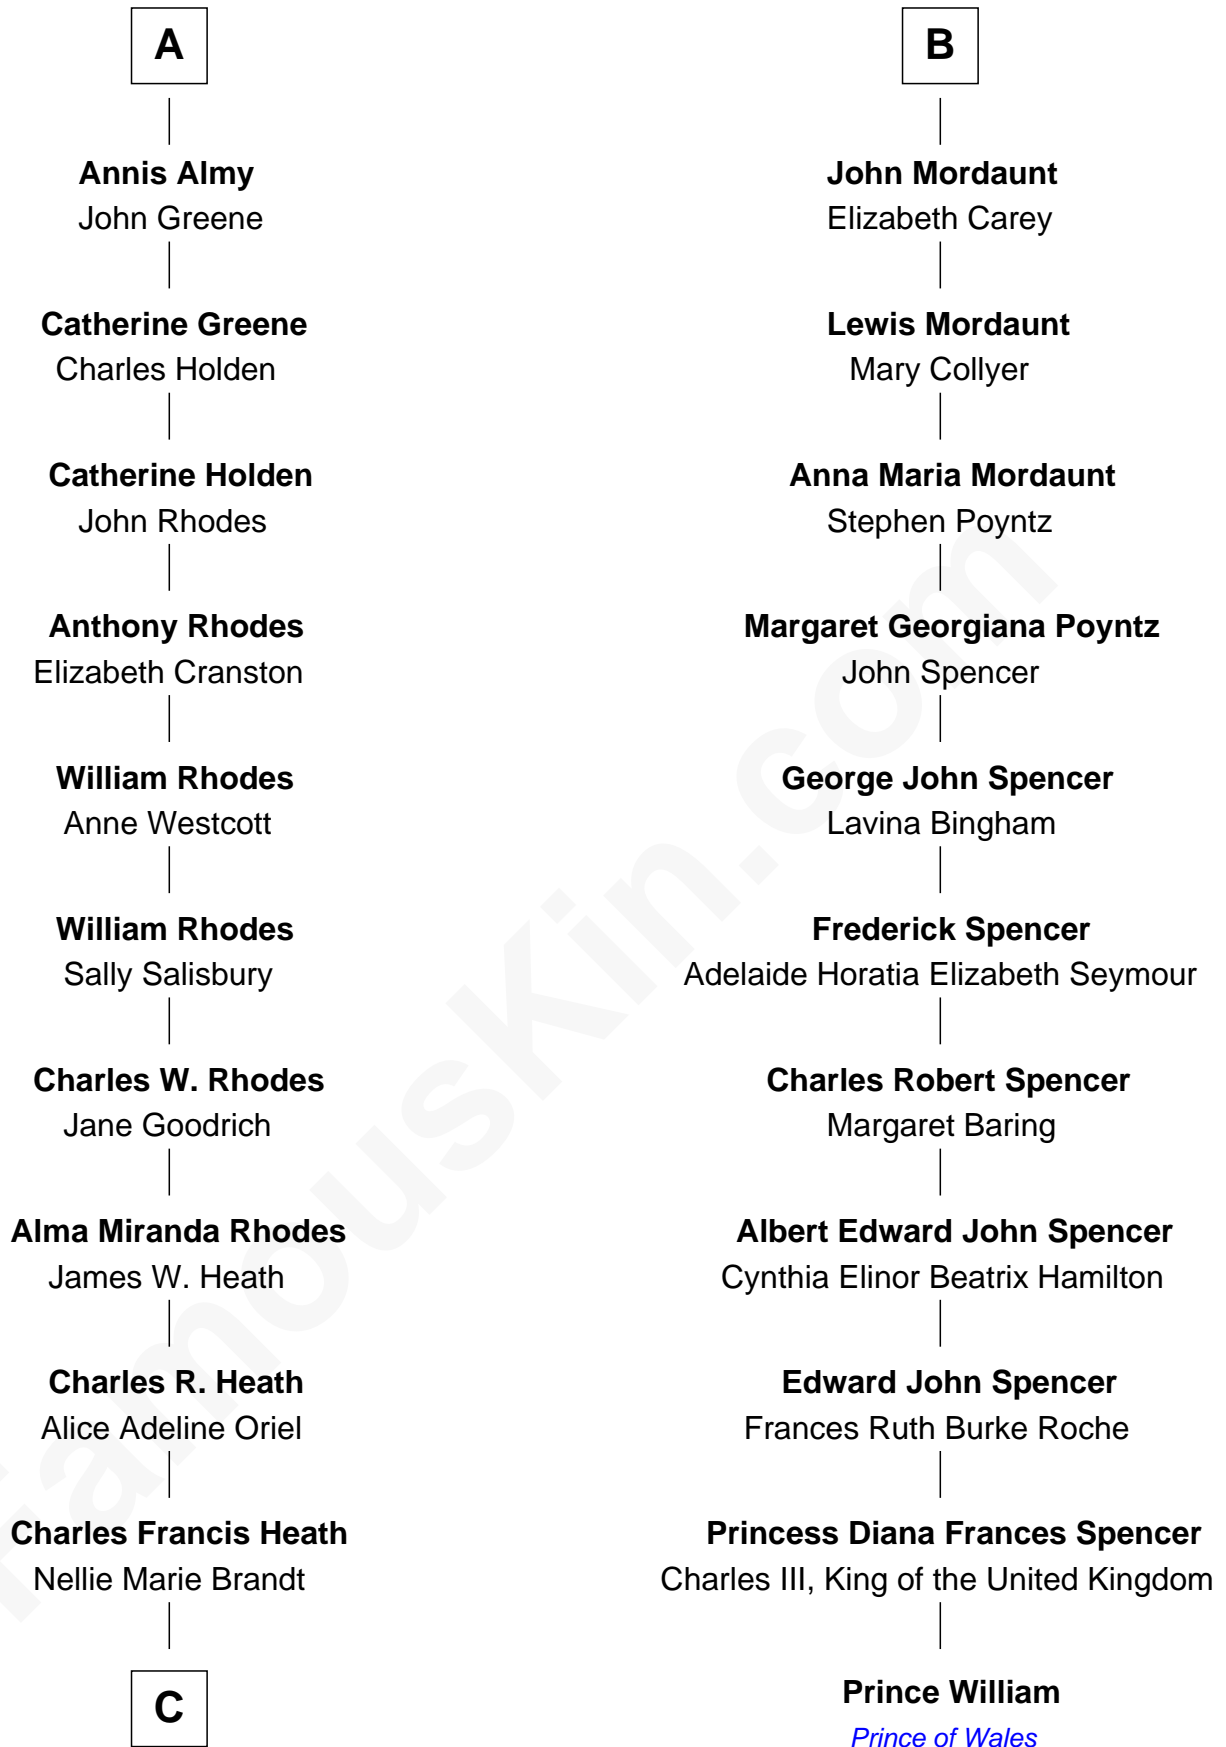 A
Annis Almy
John Greene
Catherine Greene
Charles Holden
Catherine Holden
John Rhodes
Anthony Rhodes
Elizabeth Cranston
William Rhodes
Anne Westcott
William Rhodes
Sally Salisbury
Charles W. Rhodes
Jane Goodrich
Alma Miranda Rhodes
James W. Heath
Charles R. Heath
Alice Adeline Oriel
Charles Francis Heath
Nellie Marie Brandt
C
B
John Mordaunt
Elizabeth Carey
Lewis Mordaunt
Mary Collyer
Anna Maria Mordaunt
Stephen Poyntz
Margaret Georgiana Poyntz
John Spencer
George John Spencer
Lavina Bingham
Frederick Spencer
Adelaide Horatia Elizabeth Seymour
Charles Robert Spencer
Margaret Baring
Albert Edward John Spencer
Cynthia Elinor Beatrix Hamilton
Edward John Spencer
Frances Ruth Burke Roche
Princess Diana Frances Spencer
Charles III, King of the United Kingdom
Prince William
Prince of Wales
FamousKin.com